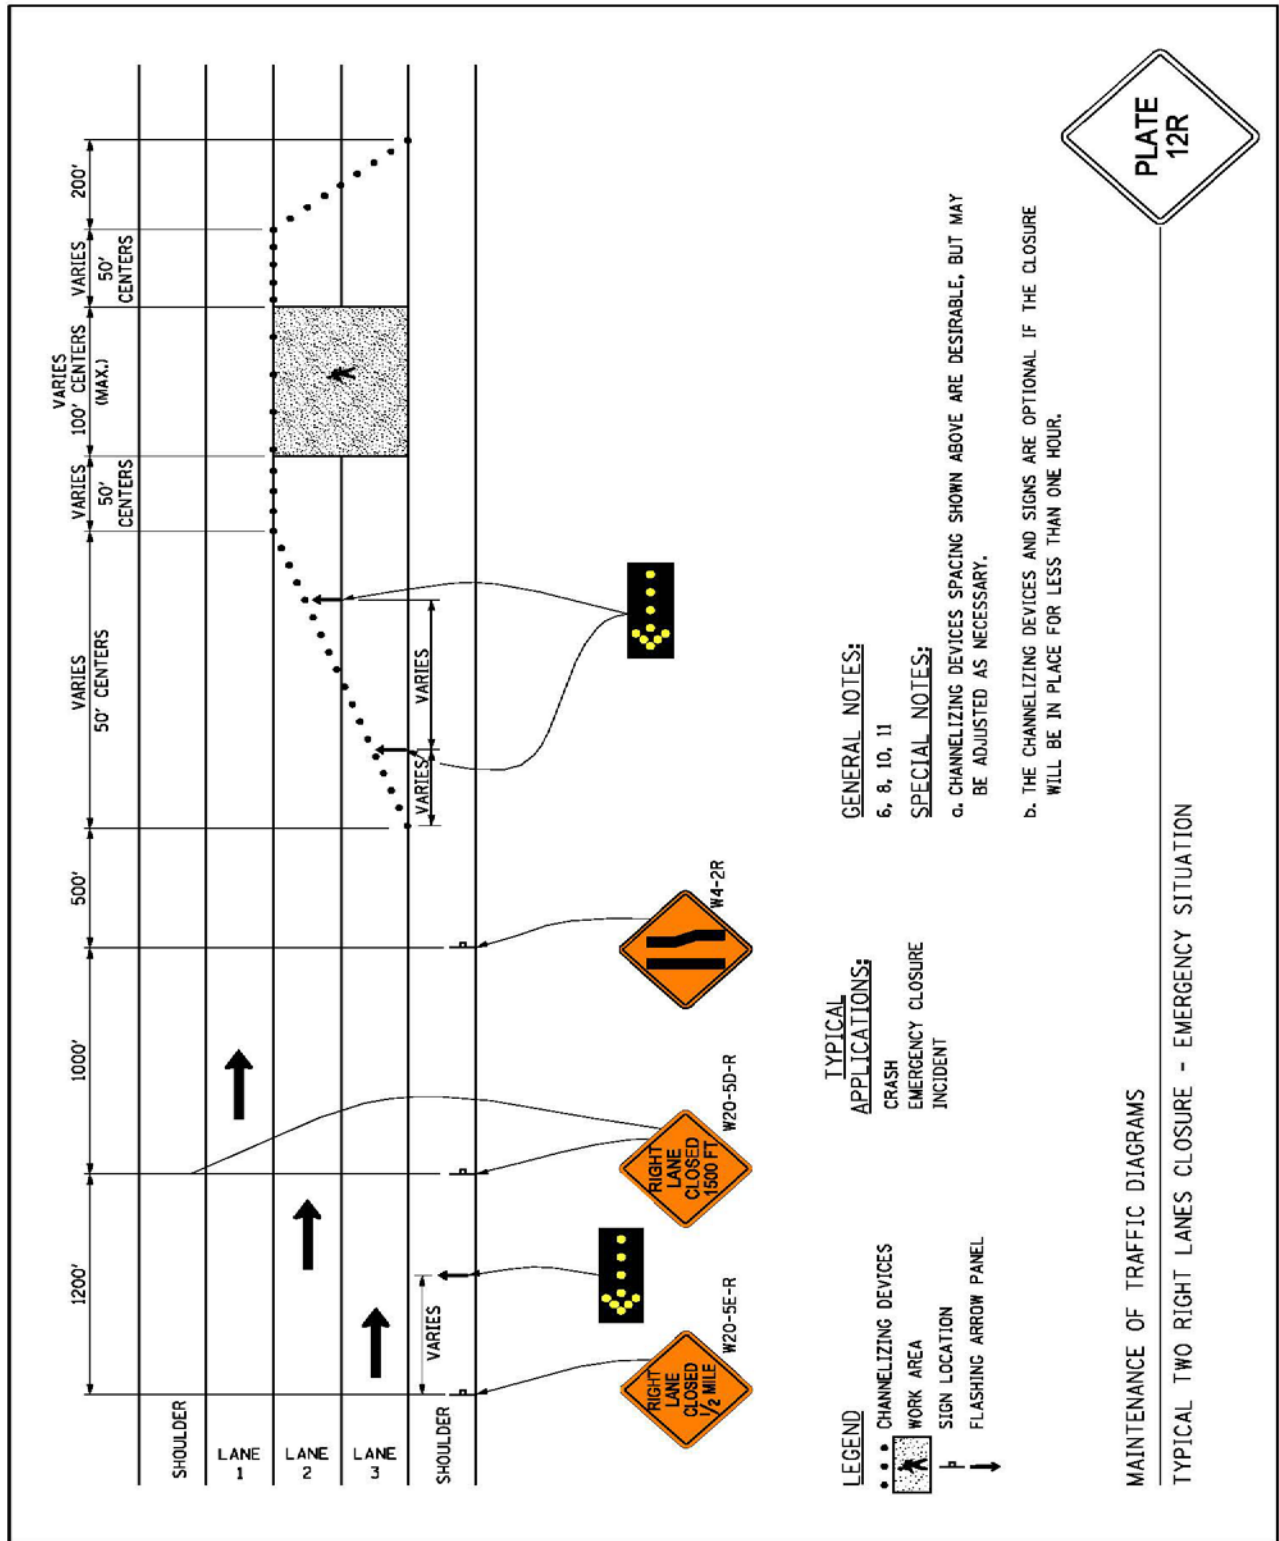 1200'
1000'
500'
VARIES
50' CENTERS
VARIES
50'
CENTERS
VARIES
100' CENTERS
(MAX.)
VARIES
50'
CENTERS
200'
SHOULDER
LANE
1
LANE
2
LANE
3
SHOULDER
VARIES
VARIES
VARIES
RIGHT
LANE
CLOSED
1/2 MILE
W20-5E-R
RIGHT
LANE
CLOSED
1500 FT
W20-5D-R
W4-2R
LEGEND
CHANNELIZING DEVICES
WORK AREA
SIGN LOCATION
FLASHING ARROW PANEL
TYPICAL
APPLICATIONS:
CRASH
EMERGENCY CLOSURE
INCIDENT
GENERAL NOTES:
6, 8, 10, 11
SPECIAL NOTES:
a. CHANNELIZING DEVICES SPACING SHOWN ABOVE ARE DESIRABLE, BUT MAY
BE ADJUSTED AS NECESSARY.
b. THE CHANNELIZING DEVICES AND SIGNS ARE OPTIONAL IF THE CLOSURE
WILL BE IN PLACE FOR LESS THAN ONE HOUR.
MAINTENANCE OF TRAFFIC DIAGRAMS
TYPICAL TWO RIGHT LANES CLOSURE - EMERGENCY SITUATION
PLATE
12R